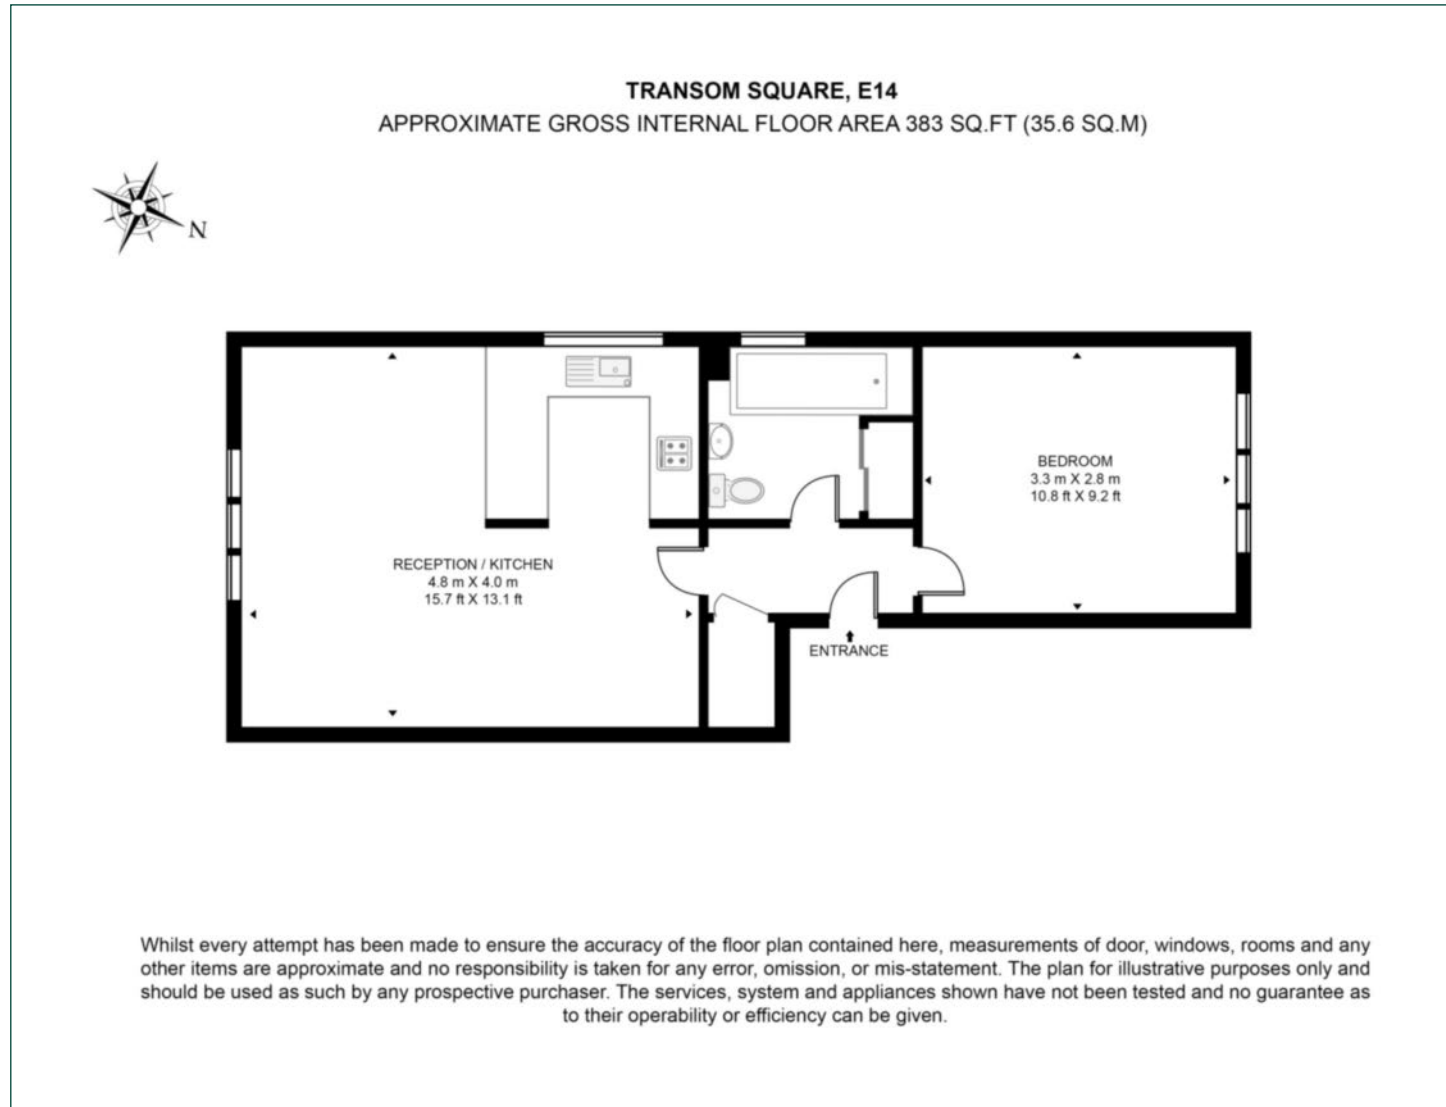 TRANSOM SQUARE, E14
APPROXIMATE GROSS INTERNAL FLOOR AREA 383 SQ.FT (35.6 SQ.M)
N
BEDROOM
3.3 m X 2.8 m
10.8 ft X 9.2 ft
RECEPTION / KITCHEN
4.8 m X 4.0 m
15.7 ft X 13.1 ft
ENTRANCE
Whilst every attempt has been made to ensure the accuracy of the floor plan contained here, measurements of door, windows, rooms and any
other items are approximate and no responsibility is taken for any error, omission, or mis-statement. The plan for illustrative purposes only and
should be used as such by any prospective purchaser. The services, system and appliances shown have not been tested and no guarantee as
to their operability or efficiency can be given.